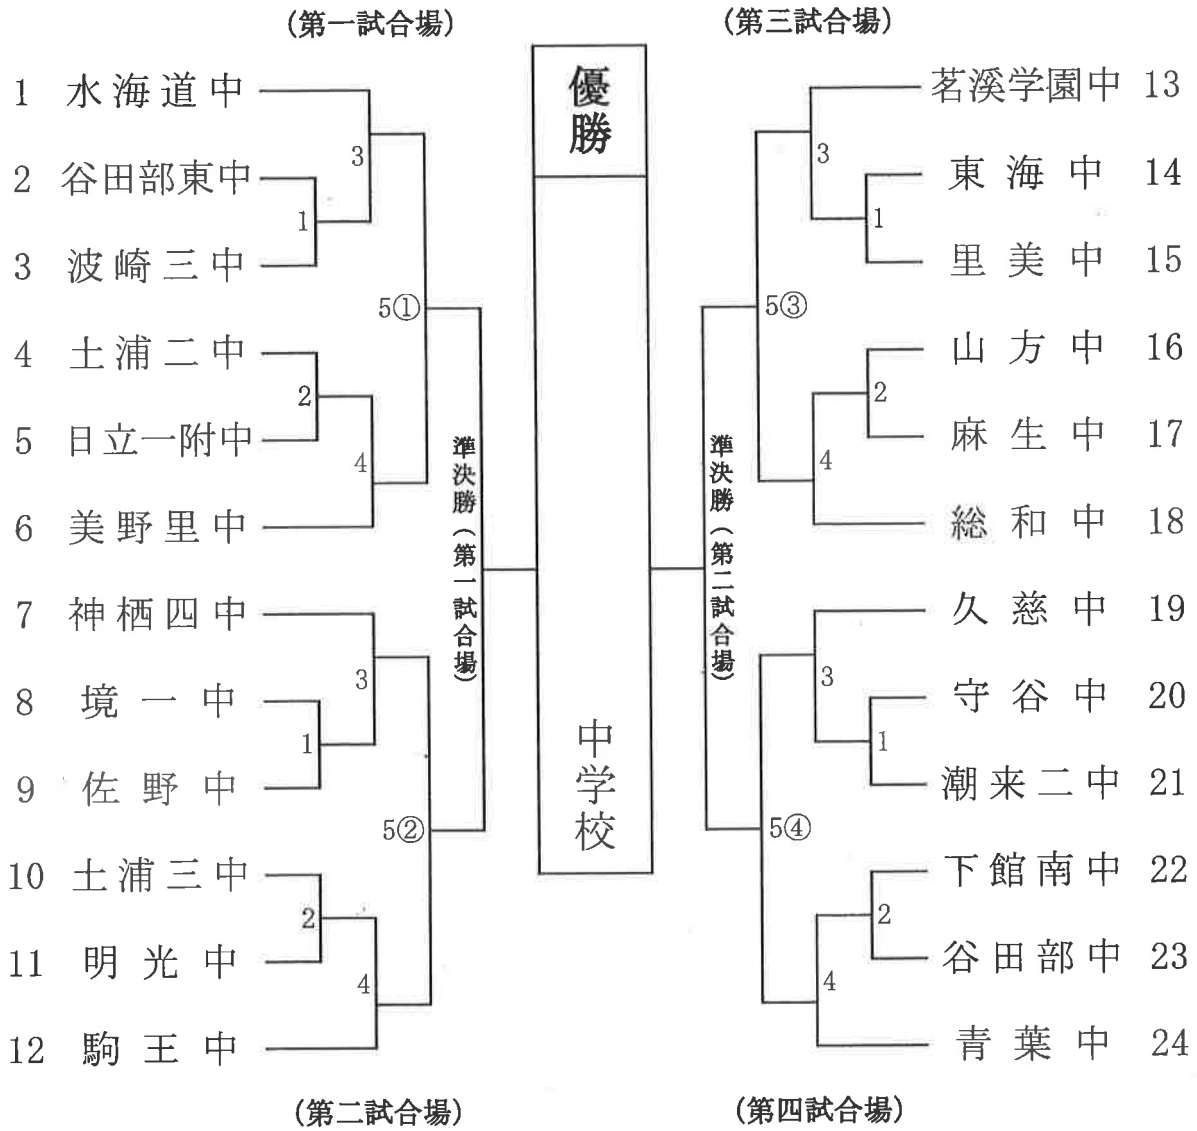 (第一試合場)
1 水海道中
2 谷田部東中
3 波崎三中
4 土浦二中
5 日立一附中
6 美野里中
3
1
5①
2
4
7 神栖四中
8 境一中
9 佐野中
10 土浦三中
11 明光中
12 駒王中
3
1
5②
2
4
(第二試合場)
準決勝(第一試合場)
優勝
中学校
準決勝(第二試合場)
(第三試合場)
茗溪学園中 13
東海中 14
里美中 15
山方中 16
麻生中 17
総和中 18
3
1
5③
2
4
久慈中 19
守谷中 20
潮来二中 21
下館南中 22
谷田部中 23
青葉中 24
3
1
5④
2
4
(第四試合場)